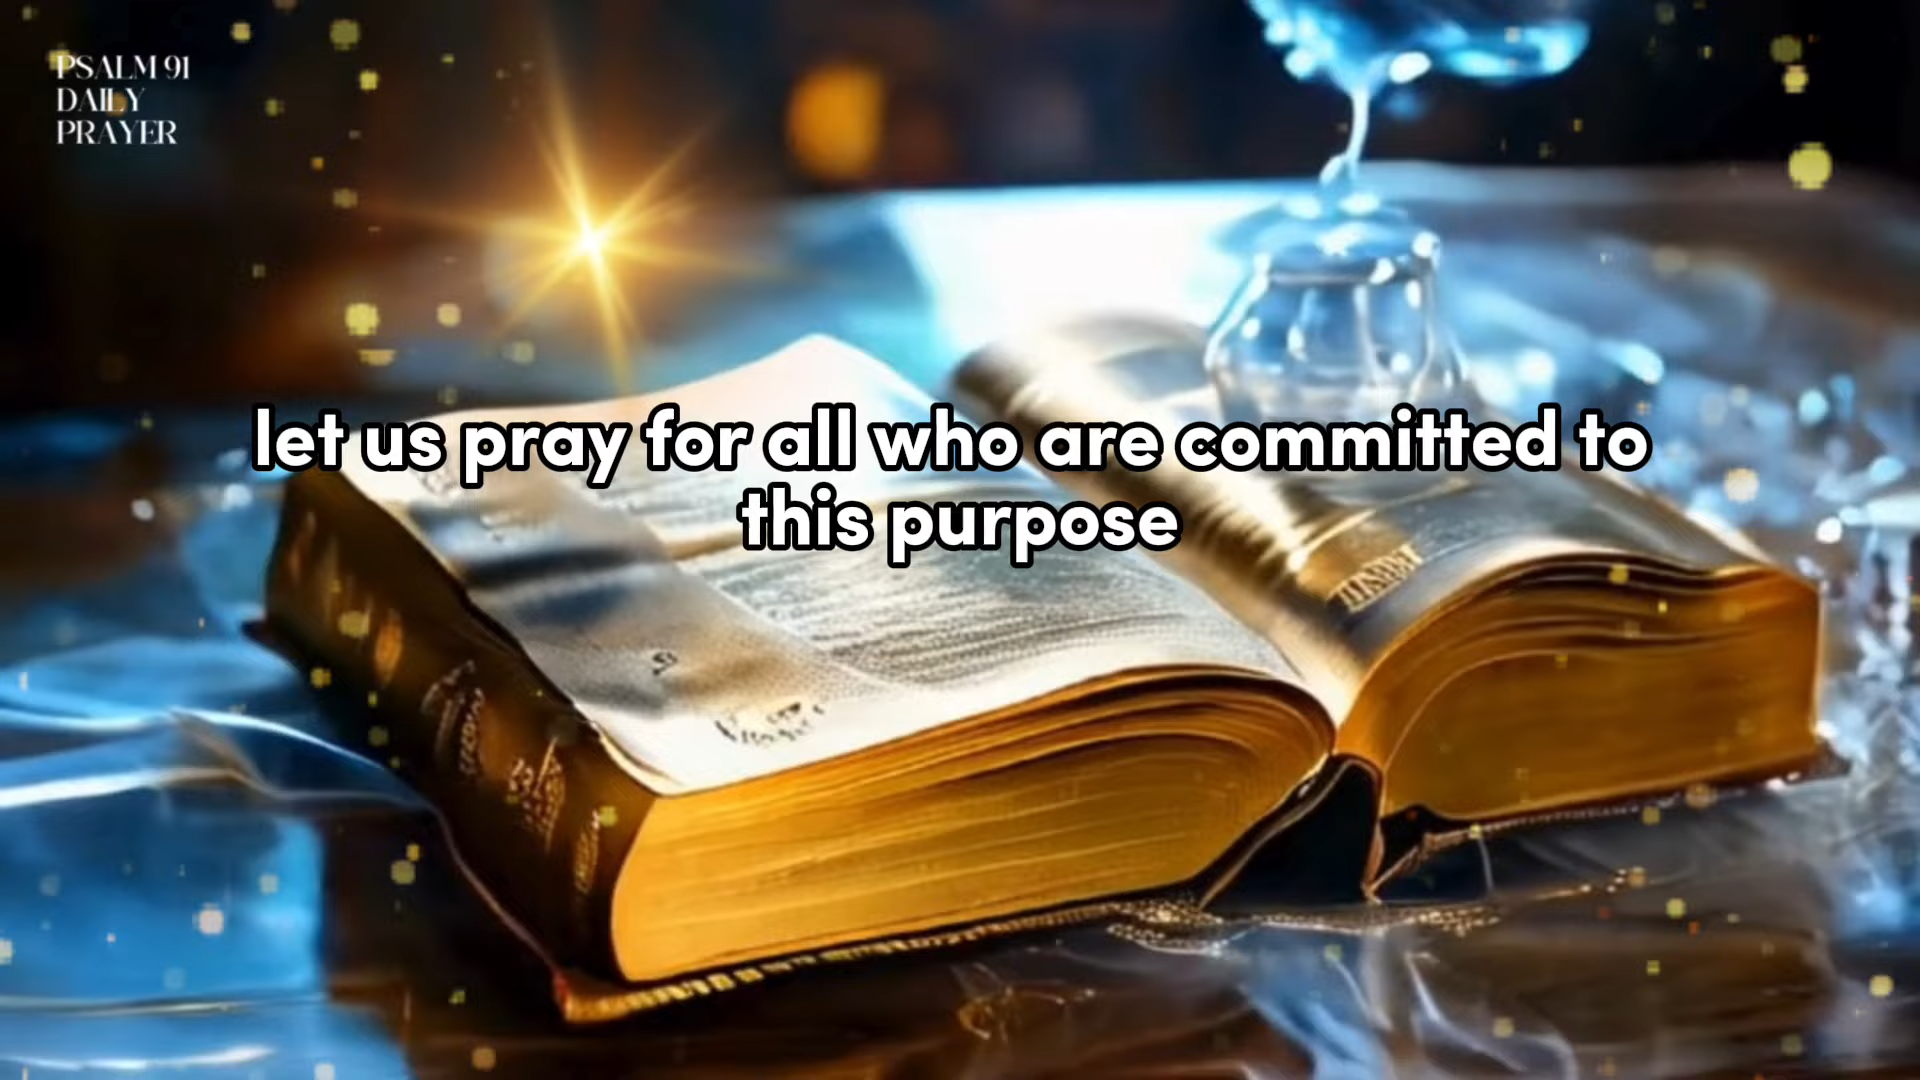 PSALM 91
DAILY
PRAYER
let us pray for all who are committed to
this purpose